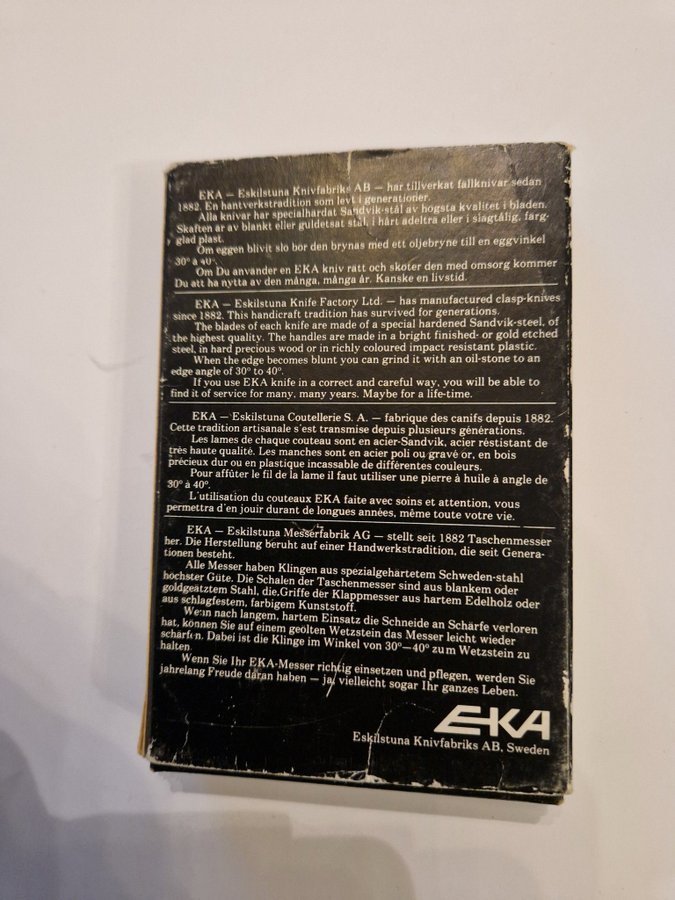 EKA — Eskilstuna Knivfabriks AB — har tillverkat fällknivar sedan
1882. En hantverkstradition som levt i generationer.
Alla knivar har specialhärdat Sandvik-stål av högsta kvalitet i bladen.
Skaften är av blankt eller guldetsat stål, i hårt ädelträ eller i slagtålig, färg-
glad plast.
Om eggen blivit slö bör den brynas med ett oljebryne till en eggvinkel
30° à 40°.
Om Du använder en EKA kniv rätt och sköter den med omsorg kommer
Du att ha nytta av den många, många år. Kanske en livstid.
EKA — Eskilstuna Knife Factory Ltd. — has manufactured clasp-knives
since 1882. This handicraft tradition has survived for generations.
The blades of each knife are made of a special hardened Sandvik-steel, of
the highest quality. The handles are made in a bright finished- or gold etched
steel, in hard precious wood or in richly coloured impact resistant plastic.
When the edge becomes blunt you can grind it with an oil-stone to an
edge angle of 30° to 40°.
If you use EKA knife in a correct and careful way, you will be able to
find it of service for many, many years. Maybe for a life-time.
EKA — Eskilstuna Coutellerie S. A. — fabrique des canifs depuis 1882.
Cette tradition artisanale s'est transmise depuis plusieurs générations.
Les lames de chaque couteau sont en acier-Sandvik, acier réstistant de
très haute qualité. Les manches sont en acier poli ou gravé or, en bois
précieux dur ou en plastique incassable de différentes couleurs.
Pour affûter le fil de la lame il faut utiliser une pierre à huile à angle de
30° à 40°.
L'utilisation du couteaux EKA faite avec soins et attention, vous
permettra d'en jouir durant de longues années, même toute votre vie.
EKA — Eskilstuna Messerfabrik AG — stellt seit 1882 Taschenmesser
her. Die Herstellung beruht auf einer Handwerkstradition, die seit Genera-
tionen besteht.
Alle Messer haben Klingen aus spezialgehärtetem Schweden-stahl
höchster Güte. Die Schalen der Taschenmesser sind aus blankem oder
goldgeätztem Stahl, die Griffe der Klappmesser aus hartem Edelholz oder
aus schlagfestem, farbigem Kunststoff.
Wenn nach langem, hartem Einsatz die Schneide an Schärfe verloren
hat, können Sie auf einem geölten Wetzstein das Messer leicht wieder
schärfen. Dabei ist die Klinge im Winkel von 30°—40° zum Wetzstein zu
halten.
Wenn Sie Ihr EKA-Messer richtig einsetzen und pflegen, werden Sie
jahrelang Freude daran haben — ja, vielleicht sogar Ihr ganzes Leben.
EKA
Eskilstuna Knivfabriks AB, Sweden